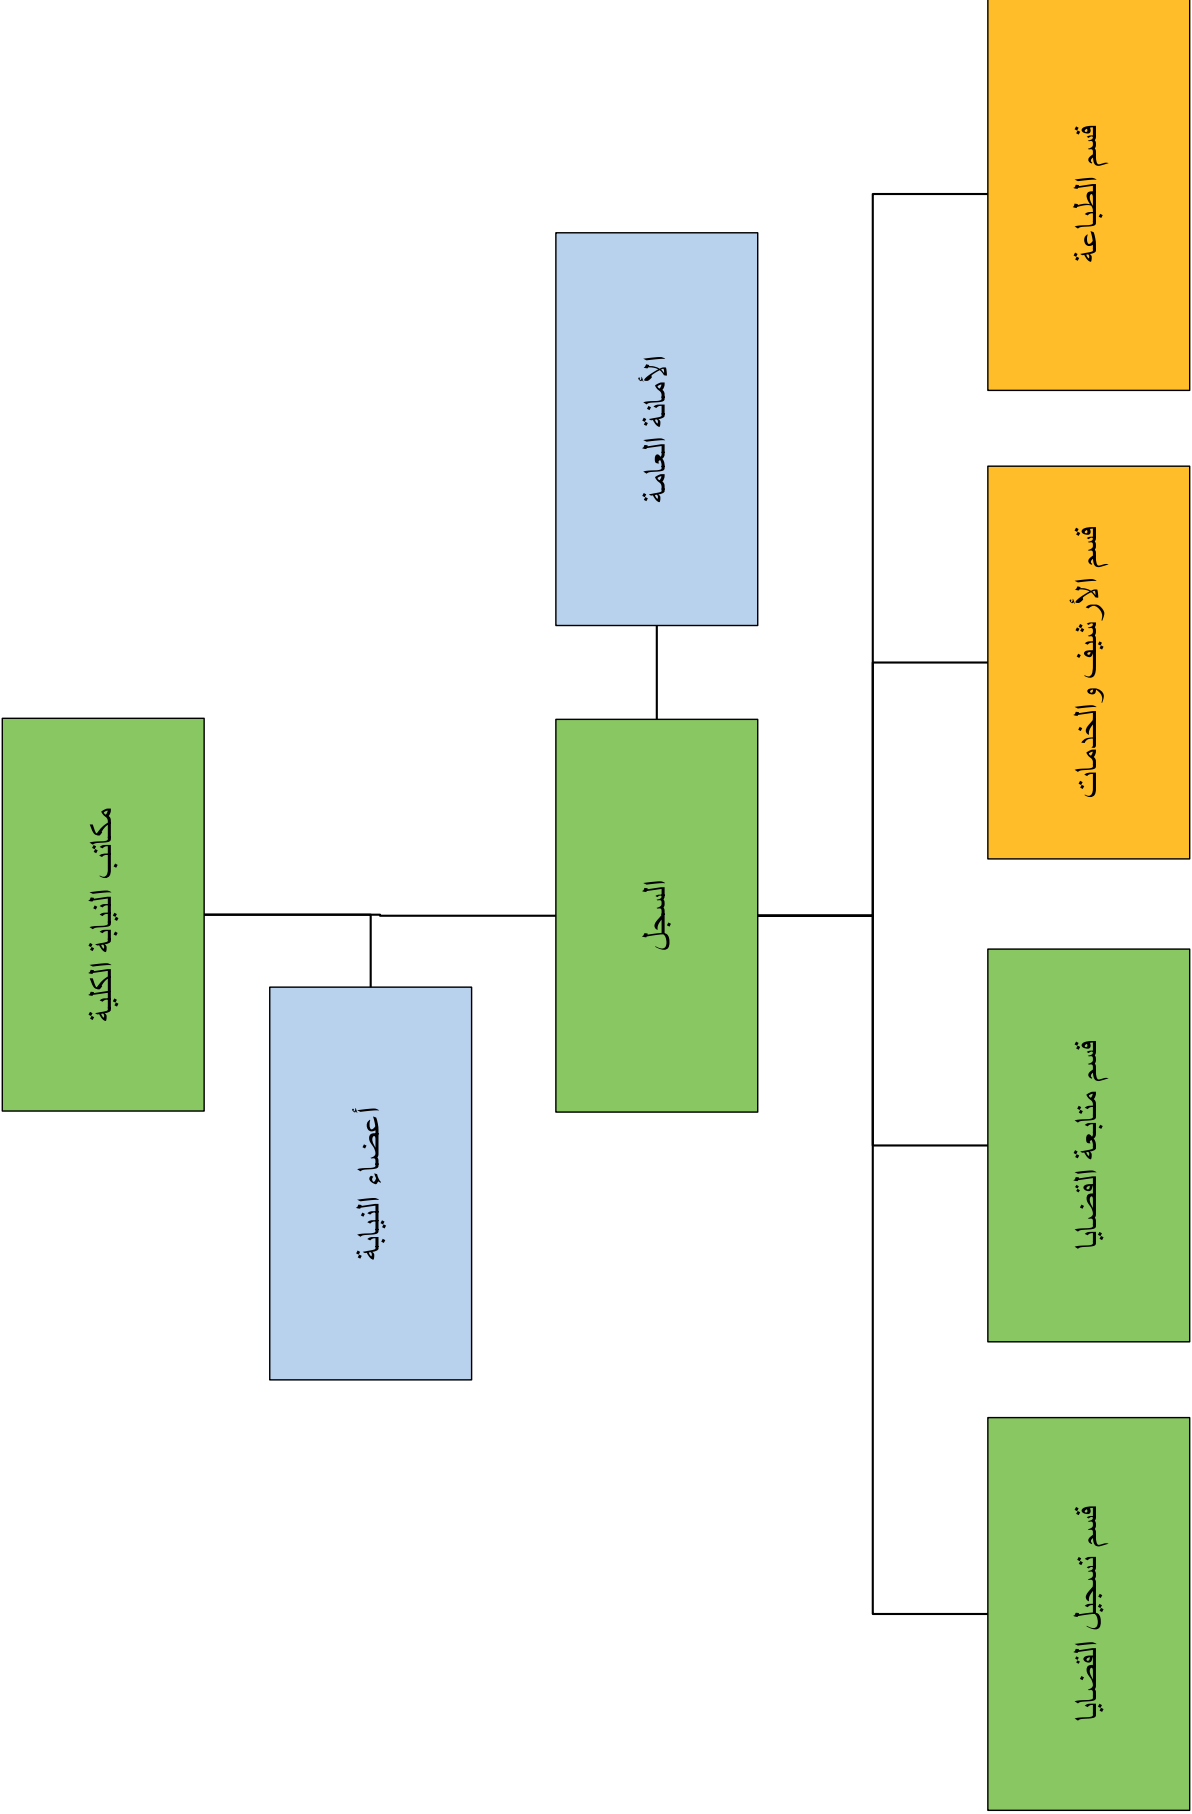 مكاتب النيابة الكلية
أعضاء النيابة
السجل
الأمانة العامة
قسم الطباعة
قسم الأرشيف والخدمات
قسم متابعة القضايا
قسم تسجيل القضايا